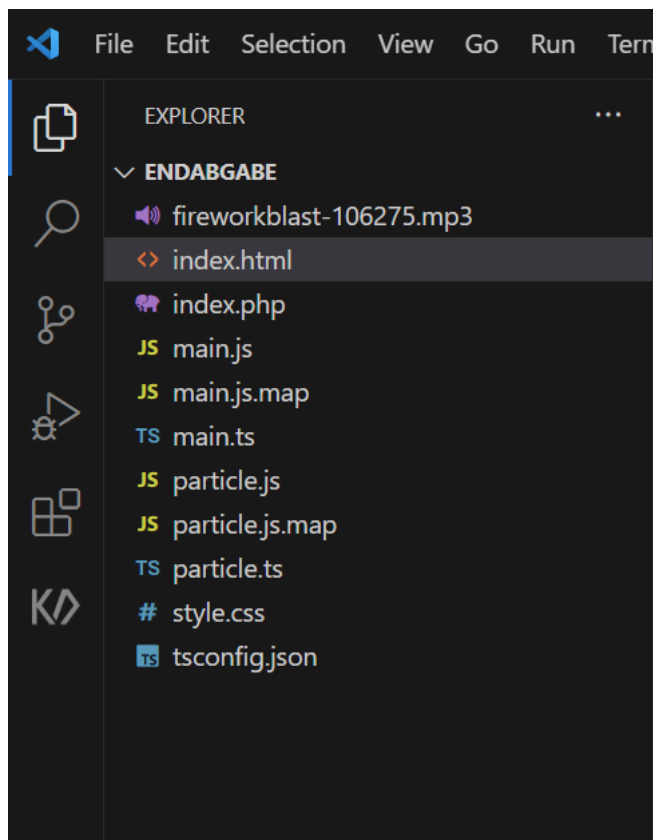 File Edit Selection View Go Run Tern
EXPLORER
ENDABGABE
fireworkblast-106275.mp3
<> index.html
index.php
JS main.js
JS main.js.map
TS main.ts
JS particle.js
JS particle.js.map
TS particle.ts
# style.css
TS tsconfig.json